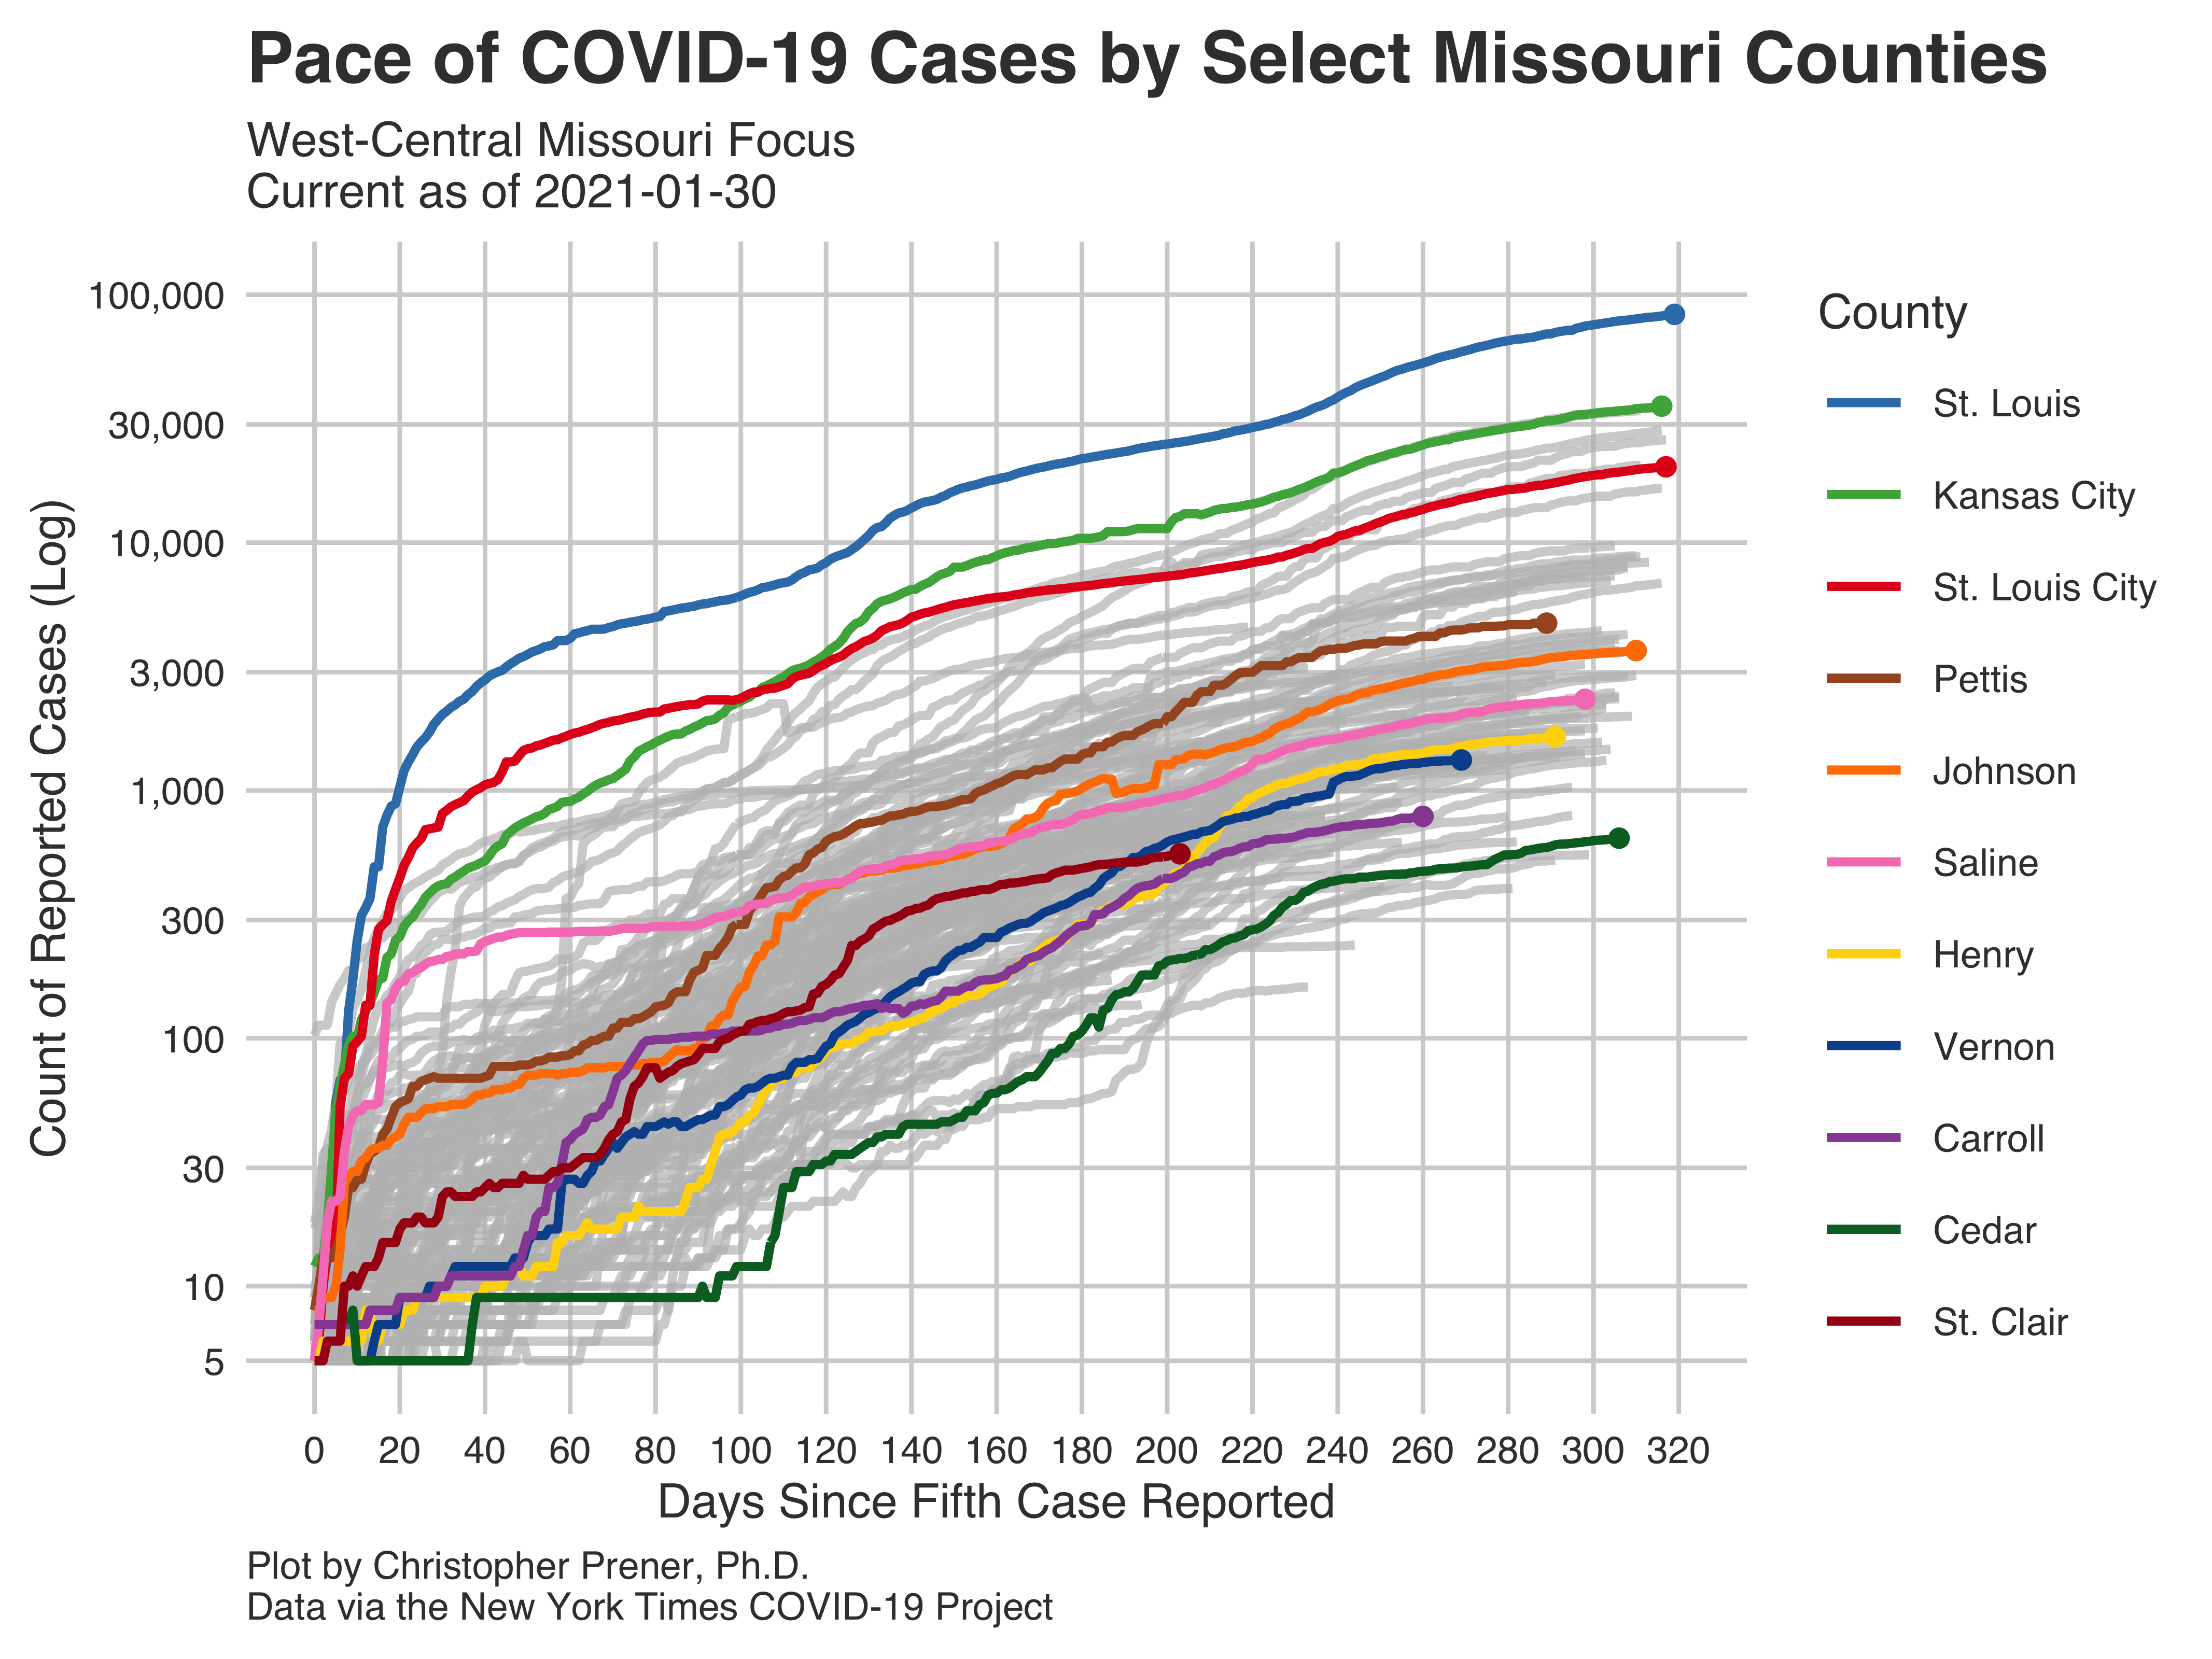 Pace of COVID-19 Cases by Select Missouri Counties
West-Central Missouri Focus
Current as of 2021-01-30
Count of Reported Cases (Log)
100,000
30,000
10,000
3,000
1,000
300
100
30
10
5
0 20 40 60 80 100 120 140 160 180 200 220 240 260 280 300 320
Days Since Fifth Case Reported
County
St. Louis
Kansas City
St. Louis City
Pettis
Johnson
Saline
Henry
Vernon
Carroll
Cedar
St. Clair
Plot by Christopher Prener, Ph.D.
Data via the New York Times COVID-19 Project